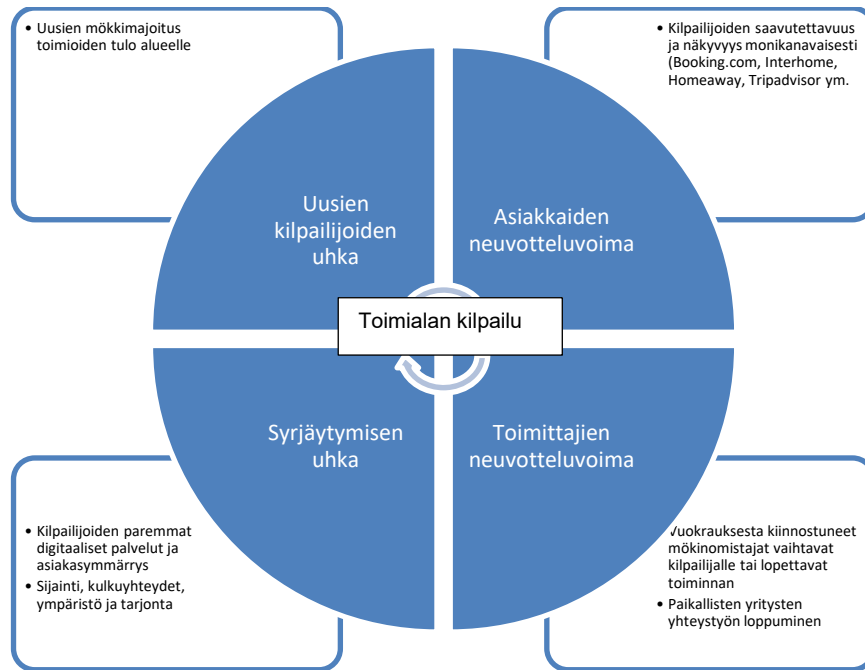 • Uusien mökkimajoitus
toimioiden tulo alueelle
• Kilpailijoiden saavutettavuus
ja näkyvyys monikanavaisesti
(Booking.com, Interhome,
Homeaway, Tripadvisor ym.
Uusien
kilpailijoiden
uhka
Asiakkaiden
neuvotteluvoima
Toimialan kilpailu
Syrjäytymisen
uhka
Toimittajien
neuvotteluvoima
• Kilpailijoiden paremmat
digitaaliset palvelut ja
asiakasymmärrys
• Sijainti, kulkuyhteydet,
ympäristö ja tarjonta
Vuokrauksesta kiinnostuneet
mökinomistajat vaihtavat
kilpailijalle tai lopettavat
toiminnan
• Paikallisten yritysten
yhteystyön loppuminen